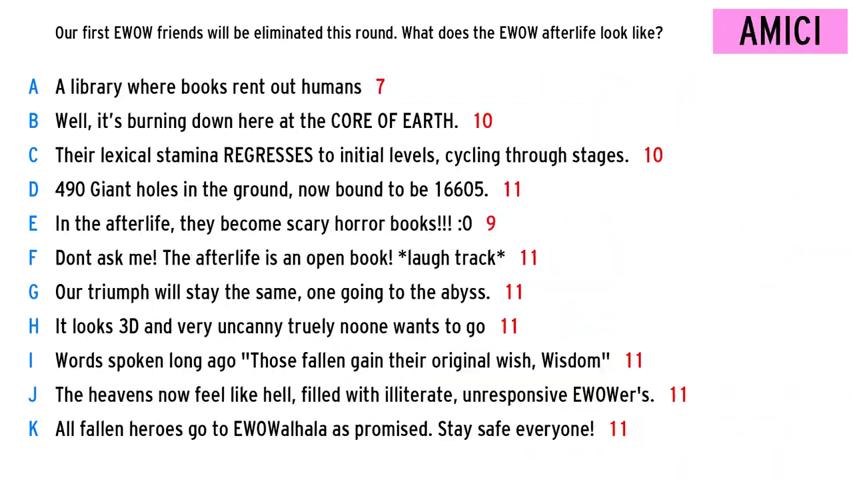 Our first EWOW friends will be eliminated this round. What does the EWOW afterlife look like?
AMICI
A A library where books rent out humans 7
B Well, it's burning down here at the CORE OF EARTH. 10
C Their lexical stamina REGRESSES to initial levels, cycling through stages. 10
D 490 Giant holes in the ground, now bound to be 16605. 11
E In the afterlife, they become scary horror books!!! :0 9
F Dont ask me! The afterlife is an open book! *laugh track* 11
G Our triumph will stay the same, one going to the abyss. 11
H It looks 3D and very uncanny truely noone wants to go 11
I Words spoken long ago "Those fallen gain their original wish, Wisdom" 11
J The heavens now feel like hell, filled with illiterate, unresponsive EWOWer's. 11
K All fallen heroes go to EWOWalhala as promised. Stay safe everyone! 11